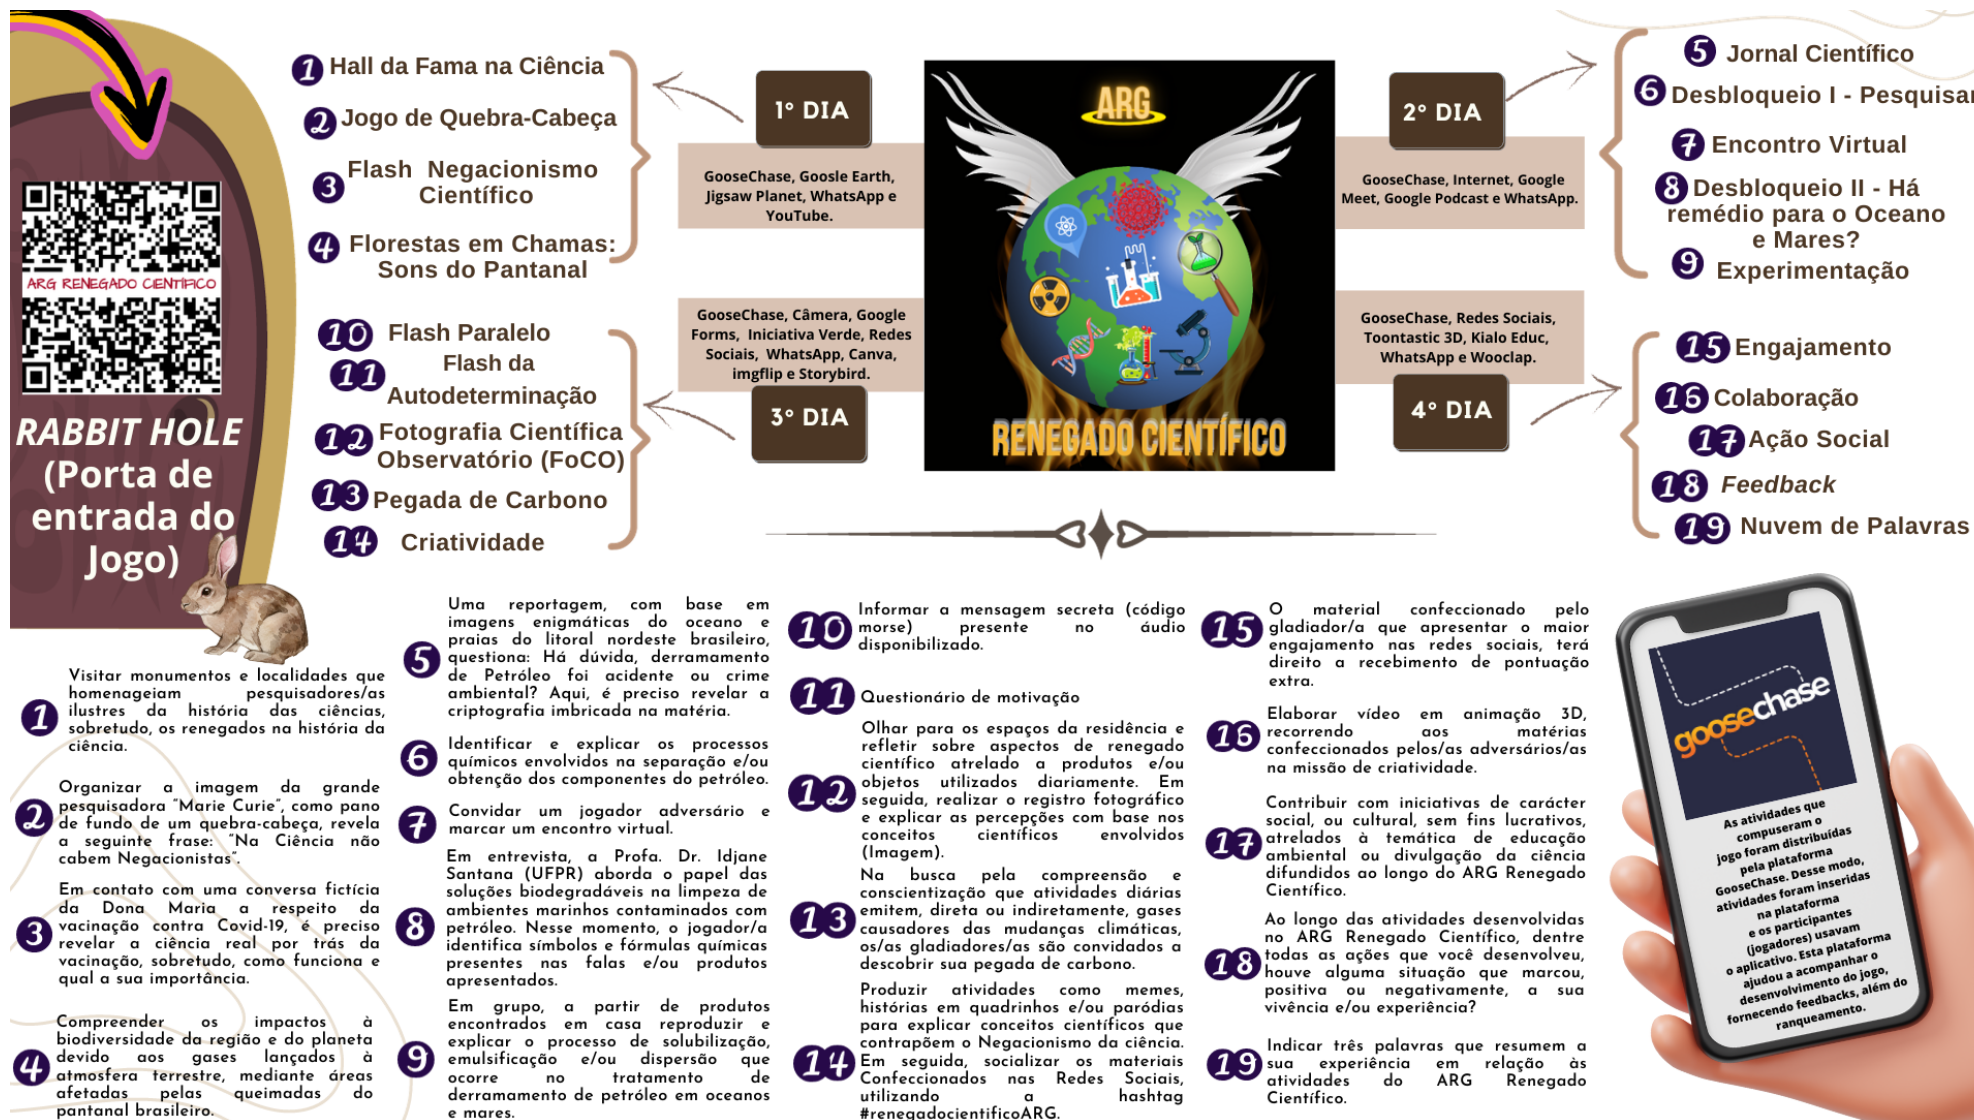 ARG RENEGADO CIENTÍFICO
RABBIT HOLE
(Porta de
entrada do
Jogo)
1 Hall da Fama na Ciência
2 Jogo de Quebra-Cabeça
3 Flash Negacionismo
Científico
4 Florestas em Chamas:
Sons do Pantanal
1° DIA
GooseChase, Goosle Earth,
Jigsaw Planet, WhatsApp e
YouTube.
10 Flash Paralelo
11 Flash da
Autodeterminação
12 Fotografia Científica
Observatório (FoCO)
13 Pegada de Carbono
14 Criatividade
GooseChase, Câmera, Google
Forms, Iniciativa Verde, Redes
Sociais, WhatsApp, Canva,
imgflip e Storybird.
3° DIA
ARG
RENEGADO CIENTÍFICO
2° DIA
GooseChase, Internet, Google
Meet, Google Podcast e WhatsApp.
5 Jornal Científico
6 Desbloqueio I - Pesquisar
7 Encontro Virtual
8 Desbloqueio II - Há
remédio para o Oceano
e Mares?
9 Experimentação
GooseChase, Redes Sociais,
Toontastic 3D, Kialo Educ,
WhatsApp e Wooclap.
4° DIA
15 Engajamento
16 Colaboração
17 Ação Social
18 Feedback
19 Nuvem de Palavras
1 Visitar monumentos e localidades que
homenageiam pesquisadores/as
ilustres da história das ciências,
sobretudo, os renegados na história da
ciência.
2 Organizar a imagem da grande
pesquisadora "Marie Curie", como pano
de fundo de um quebra-cabeça, revela
a seguinte frase: "Na Ciência não
cabem Negacionistas".
3 Em contato com uma conversa fictícia
da Dona Maria a respeito da
vacinação contra Covid-19, é preciso
revelar a ciência real por trás da
vacinação, sobretudo, como funciona e
qual a sua importância.
4 Compreender os impactos à
biodiversidade da região e do planeta
devido aos gases lançados à
atmosfera terrestre, mediante áreas
afetadas pelas queimadas do
pantanal brasileiro.
5 Uma reportagem, com base em
imagens enigmáticas do oceano e
praias do litoral nordeste brasileiro,
questiona: Há dúvida, derramamento
de Petróleo foi acidente ou crime
ambiental? Aqui, é preciso revelar a
criptografia imbricada na matéria.
6 Identificar e explicar os processos
químicos envolvidos na separação e/ou
obtenção dos componentes do petróleo.
7 Convidar um jogador adversário e
marcar um encontro virtual.
8 Em entrevista, a Profa. Dr. Idjane
Santana (UFPR) aborda o papel das
soluções biodegradáveis na limpeza de
ambientes marinhos contaminados com
petróleo. Nesse momento, o jogador/a
identifica símbolos e fórmulas químicas
presentes nas falas e/ou produtos
apresentados.
9 Em grupo, a partir de produtos
encontrados em casa reproduzir e
explicar o processo de solubilização,
emulsificação e/ou dispersão que
ocorre no tratamento de
derramamento de petróleo em oceanos
e mares.
10 Informar a mensagem secreta (código
morse) presente no áudio
disponibilizado.
11 Questionário de motivação
12 Olhar para os espaços da residência e
refletir sobre aspectos de renegado
científico atrelado a produtos e/ou
objetos utilizados diariamente. Em
seguida, realizar o registro fotográfico
e explicar as percepções com base nos
conceitos científicos envolvidos
(Imagem).
13 Na busca pela compreensão e
conscientização que atividades diárias
emitem, direta ou indiretamente, gases
causadores das mudanças climáticas,
os/as gladiadores/as são convidados a
descobrir sua pegada de carbono.
14 Produzir atividades como memes,
histórias em quadrinhos e/ou paródias
para explicar conceitos científicos que
contrapõem o Negacionismo da ciência.
Em seguida, socializar os materiais
Confeccionados nas Redes Sociais,
utilizando a hashtag
#renegadocientificoARG.
15 O material confeccionado pelo
gladiador/a que apresentar o maior
engajamento nas redes sociais, terá
direito a recebimento de pontuação
extra.
16 Elaborar vídeo em animação 3D,
recorrendo aos matérias
confeccionados pelos/as adversários/as
na missão de criatividade.
17 Contribuir com iniciativas de carácter
social, ou cultural, sem fins lucrativos,
atrelados à temática de educação
ambiental ou divulgação da ciência
difundidos ao longo do ARG Renegado
Científico.
18 Ao longo das atividades desenvolvidas
no ARG Renegado Científico, dentre
todas as ações que você desenvolveu,
houve alguma situação que marcou,
positiva ou negativamente, a sua
vivência e/ou experiência?
19 Indicar três palavras que resumem a
sua experiência em relação às
atividades do ARG Renegado
Científico.
goosechase
As atividades que
compuseram o
jogo foram distribuídas
pela plataforma
GooseChase. Desse modo,
atividades foram inseridas
na plataforma
e os participantes
(jogadores) usavam
o aplicativo. Esta plataforma
ajudou a acompanhar o
desenvolvimento do jogo,
fornecendo feedbacks, além do
ranqueamento.